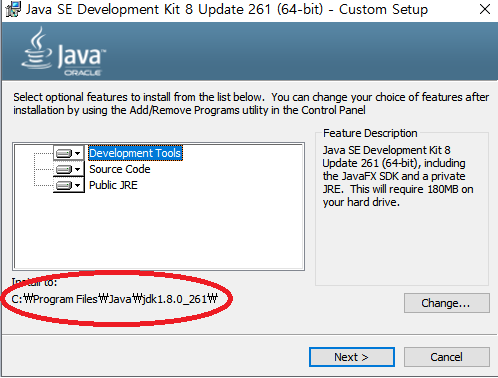 Java SE Development Kit 8 Update 261 (64-bit) - Custom Setup
Java
ORACLE
Select optional features to install from the list below. You can change your choice of features after
installation by using the Add/Remove Programs utility in the Control Panel
Development Tools
Source Code
Public JRE
Feature Description
Java SE Development Kit 8
Update 261 (64-bit), including
the JavaFX SDK and a private
JRE. This will require 180MB on
your hard drive.
Install to:
C:₩Program Files₩Java₩jdk1.8.0_261₩
Change...
Next >
Cancel